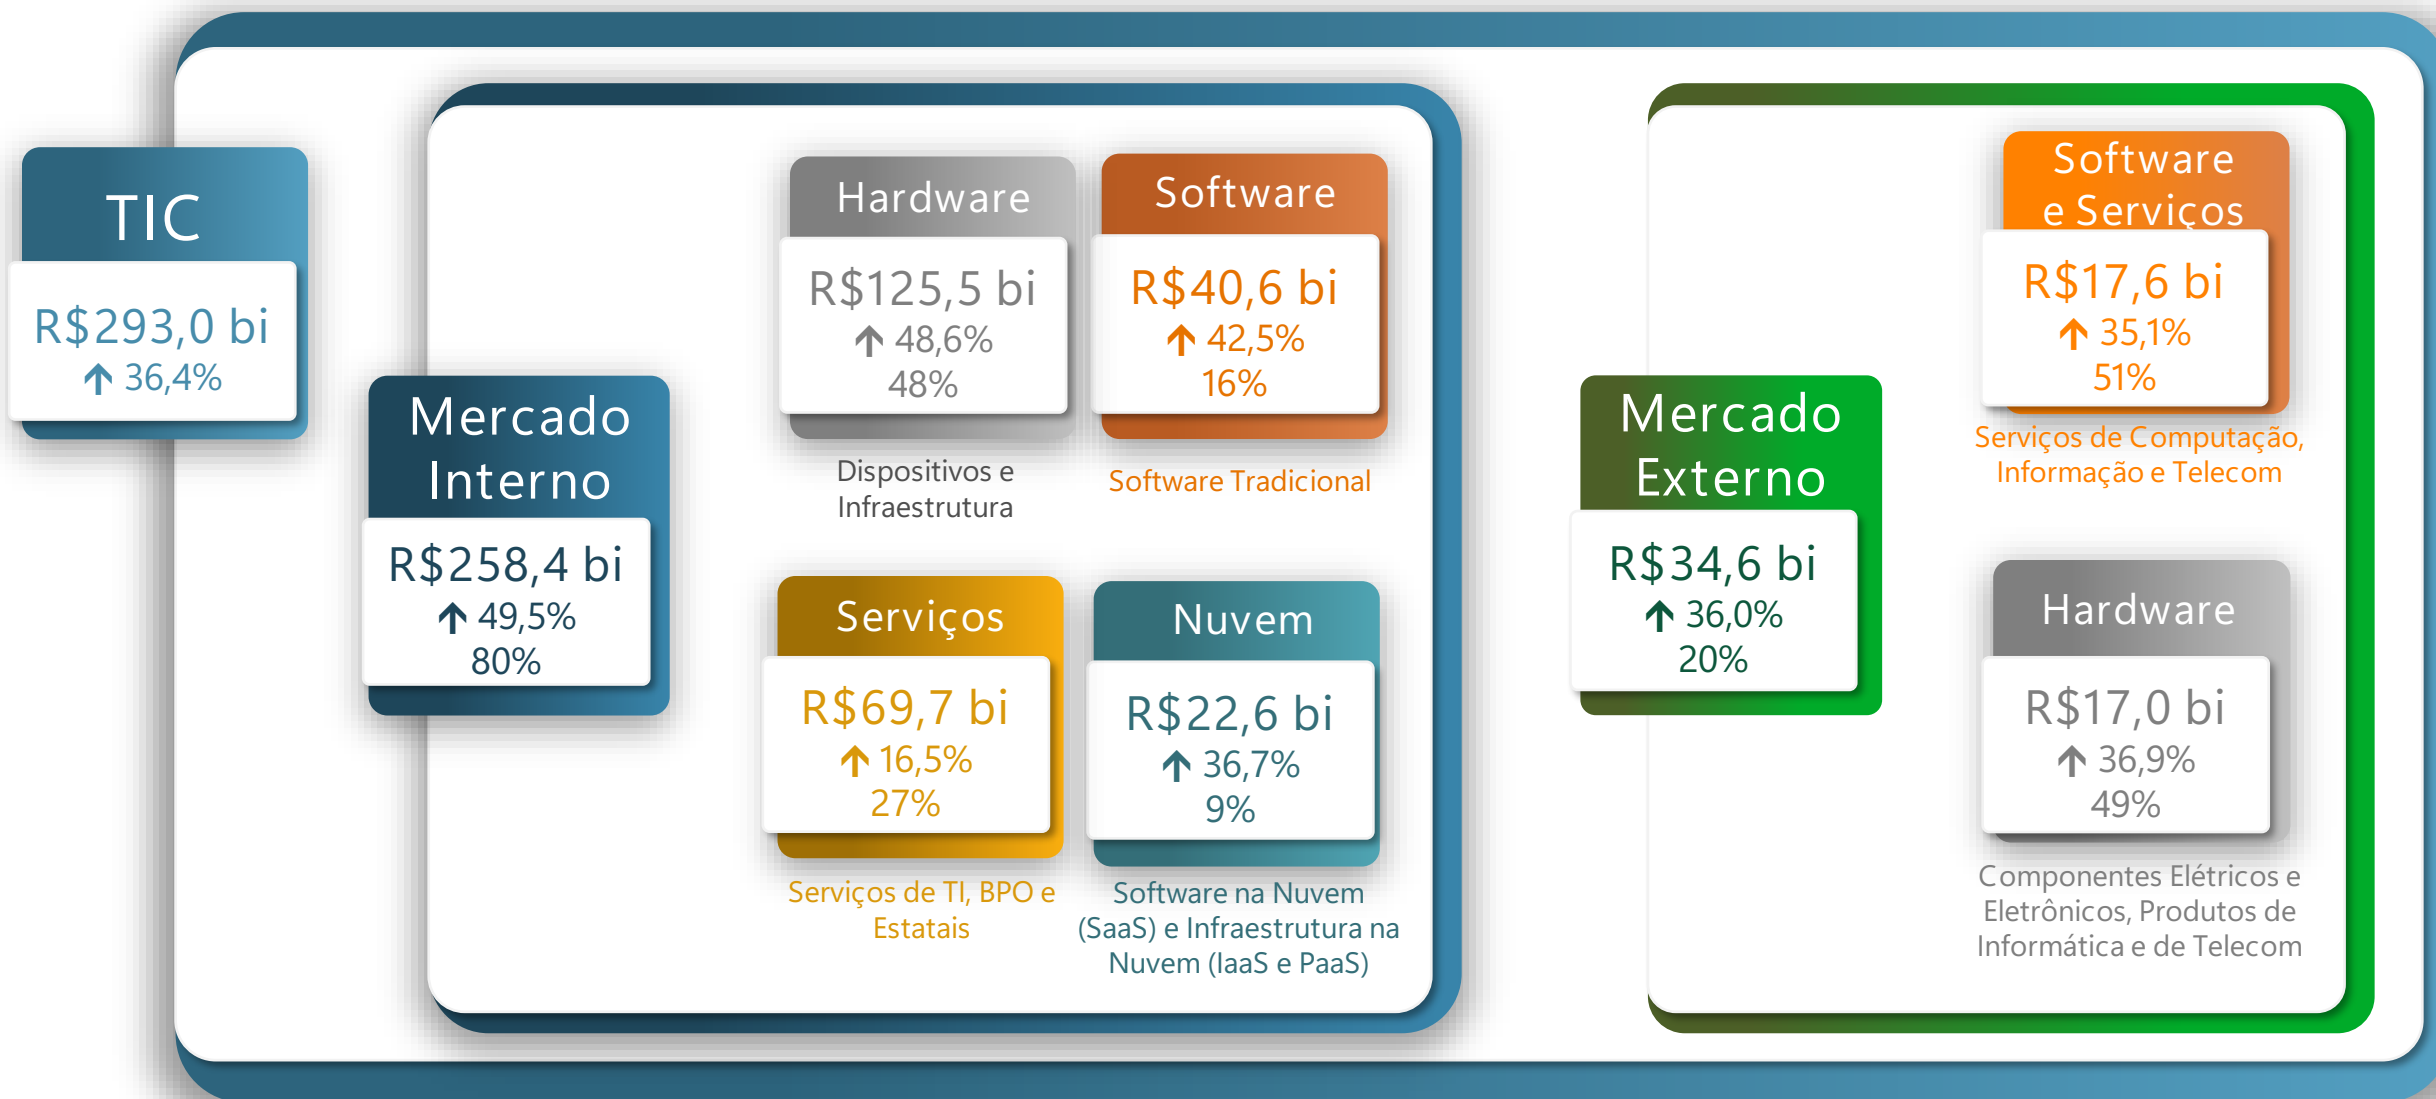 TIC
R$293,0 bi
↑ 36,4%
Mercado
Interno
R$258,4 bi
↑ 49,5%
80%
Hardware
R$125,5 bi
↑ 48,6%
48%
Dispositivos e
Infraestrutura
Software
R$40,6 bi
↑ 42,5%
16%
Software Tradicional
Serviços
R$69,7 bi
↑ 16,5%
27%
Serviços de TI, BPO e
Estatais
Nuvem
R$22,6 bi
↑ 36,7%
9%
Software na Nuvem
(SaaS) e Infraestrutura na
Nuvem (IaaS e PaaS)
Mercado
Externo
R$34,6 bi
↑ 36,0%
20%
Software
e Serviços
R$17,6 bi
↑ 35,1%
51%
Serviços de Computação,
Informação e Telecom
Hardware
R$17,0 bi
↑ 36,9%
49%
Componentes Elétricos e
Eletrônicos, Produtos de
Informática e de Telecom